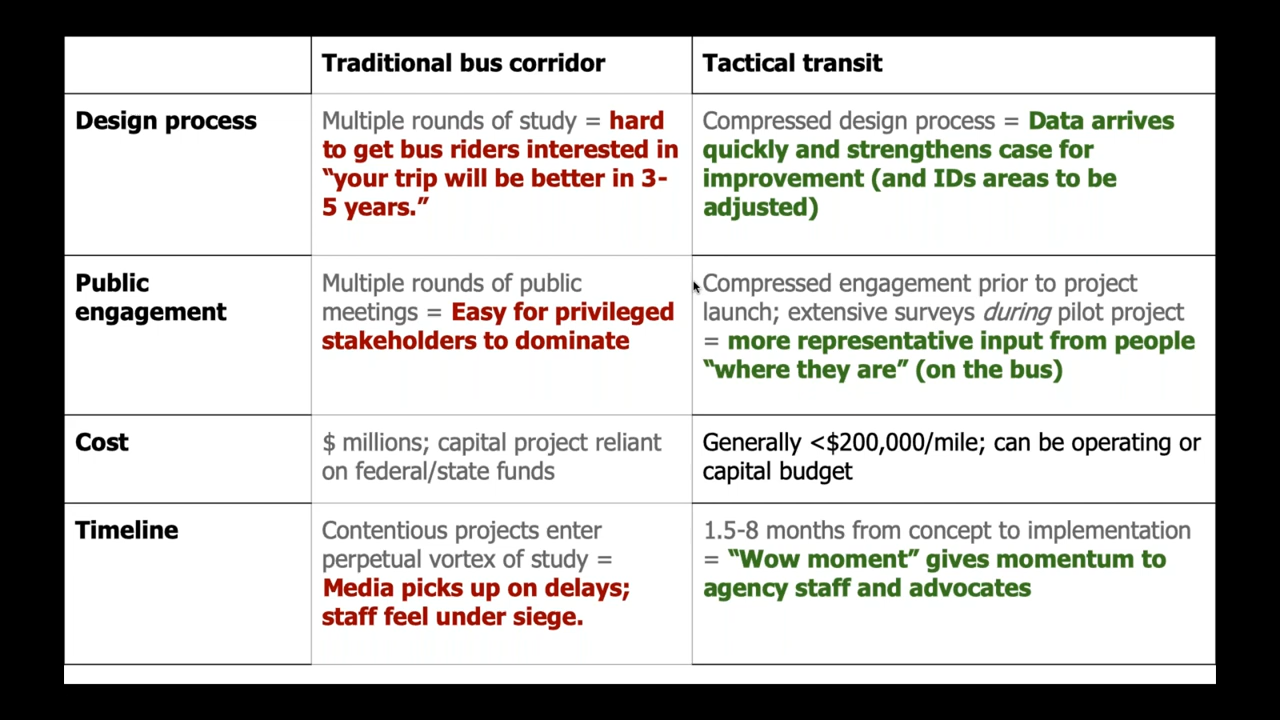 Traditional bus corridor
Tactical transit
Design process
Multiple rounds of study = hard
to get bus riders interested in
“your trip will be better in 3-
5 years.”
Compressed design process = Data arrives
quickly and strengthens case for
improvement (and IDs areas to be
adjusted)
Public
engagement
Multiple rounds of public
meetings = Easy for privileged
stakeholders to dominate
Compressed engagement prior to project
launch; extensive surveys during pilot project
= more representative input from people
“where they are” (on the bus)
Cost
$ millions; capital project reliant
on federal/state funds
Generally <$200,000/mile; can be operating or
capital budget
Timeline
Contentious projects enter
perpetual vortex of study =
Media picks up on delays;
staff feel under siege.
1.5-8 months from concept to implementation
= “Wow moment” gives momentum to
agency staff and advocates